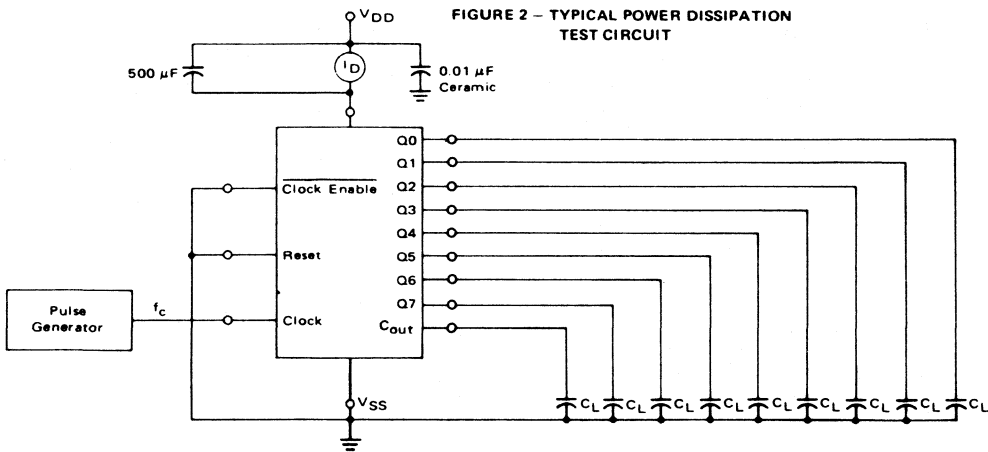 FIGURE 2 – TYPICAL POWER DISSIPATION
TEST CIRCUIT
VDD
500 µF
ID
0.01 µF
Ceramic
Q0
Q1
Clock Enable
Q2
Q3
Q4
Reset
Q5
Q6
Q7
Pulse
Generator
fc
Clock
Cout
VSS
CL CL CL CL CL CL CL CL CL